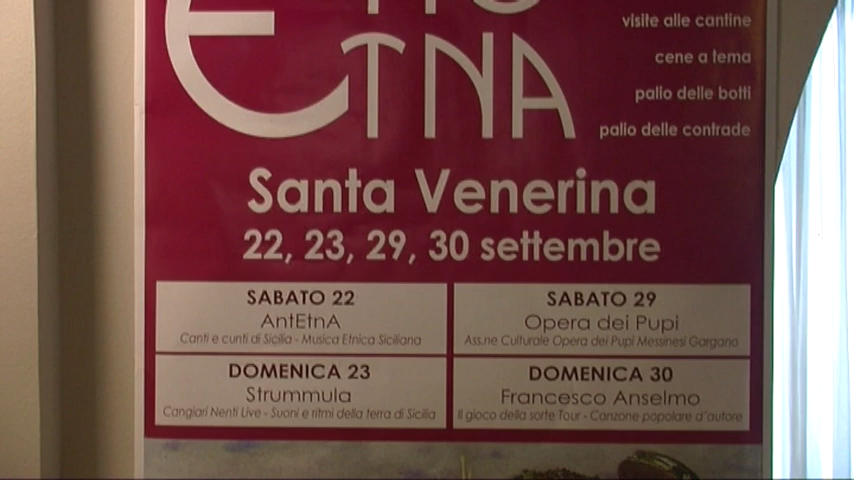 visite alle cantine
cene a tema
palio delle botti
palio delle contrade
ETNA
Santa Venerina
22, 23, 29, 30 settembre
SABATO 22
AntEtnA
Canti e cunti di Sicilia - Musica Etnica Siciliana
SABATO 29
Opera dei Pupi
Ass.ne Culturale Opera dei Pupi Messinesi Gargano
DOMENICA 23
Strummula
Cangiari Nenti Live - Suoni e ritmi della terra di Sicilia
DOMENICA 30
Francesco Anselmo
Il gioco della sorte Tour - Canzone popolare d'autore